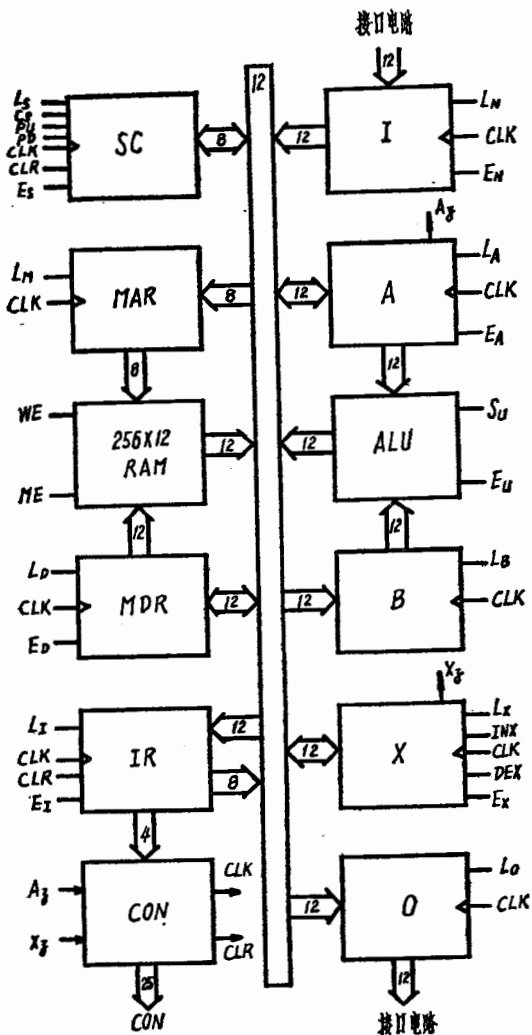 接口电路
12
12
LS
CP
PU
PD
CLK
CLR
ES
SC
8
12
I
LN
CLK
EN
LM
CLK
MAR
8
12
Az
A
LA
CLK
EA
8
12
WE
ME
256×12
RAM
12
12
ALU
SU
EU
12
12
LD
CLK
ED
MDR
12
12
B
LB
CLK
LI
CLK
CLR
EI
IR
12
8
12
Xz
X
LX
INX
CLK
DEX
EX
4
Az
Xz
CON
CLK
CLR
12
O
LO
CLK
25
CON
12
接口电路